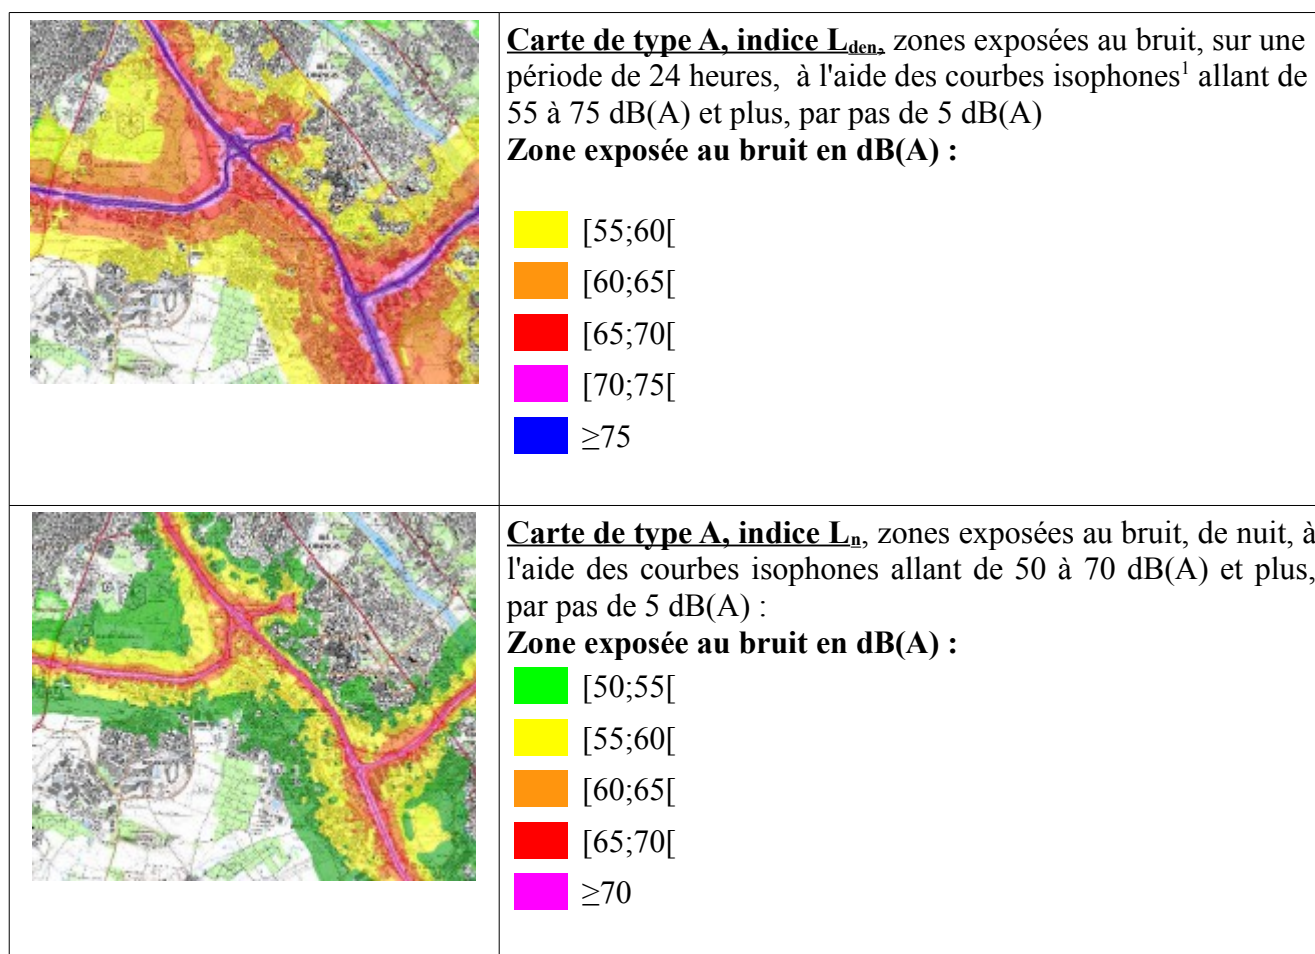 Carte de type A, indice Lden, zones exposées au bruit, sur une
période de 24 heures, à l'aide des courbes isophones1 allant de
55 à 75 dB(A) et plus, par pas de 5 dB(A)
Zone exposée au bruit en dB(A) :
[55;60[
[60;65[
[65;70[
[70;75[
≥75
Carte de type A, indice Ln, zones exposées au bruit, de nuit, à
l'aide des courbes isophones allant de 50 à 70 dB(A) et plus,
par pas de 5 dB(A) :
Zone exposée au bruit en dB(A) :
[50;55[
[55;60[
[60;65[
[65;70[
≥70